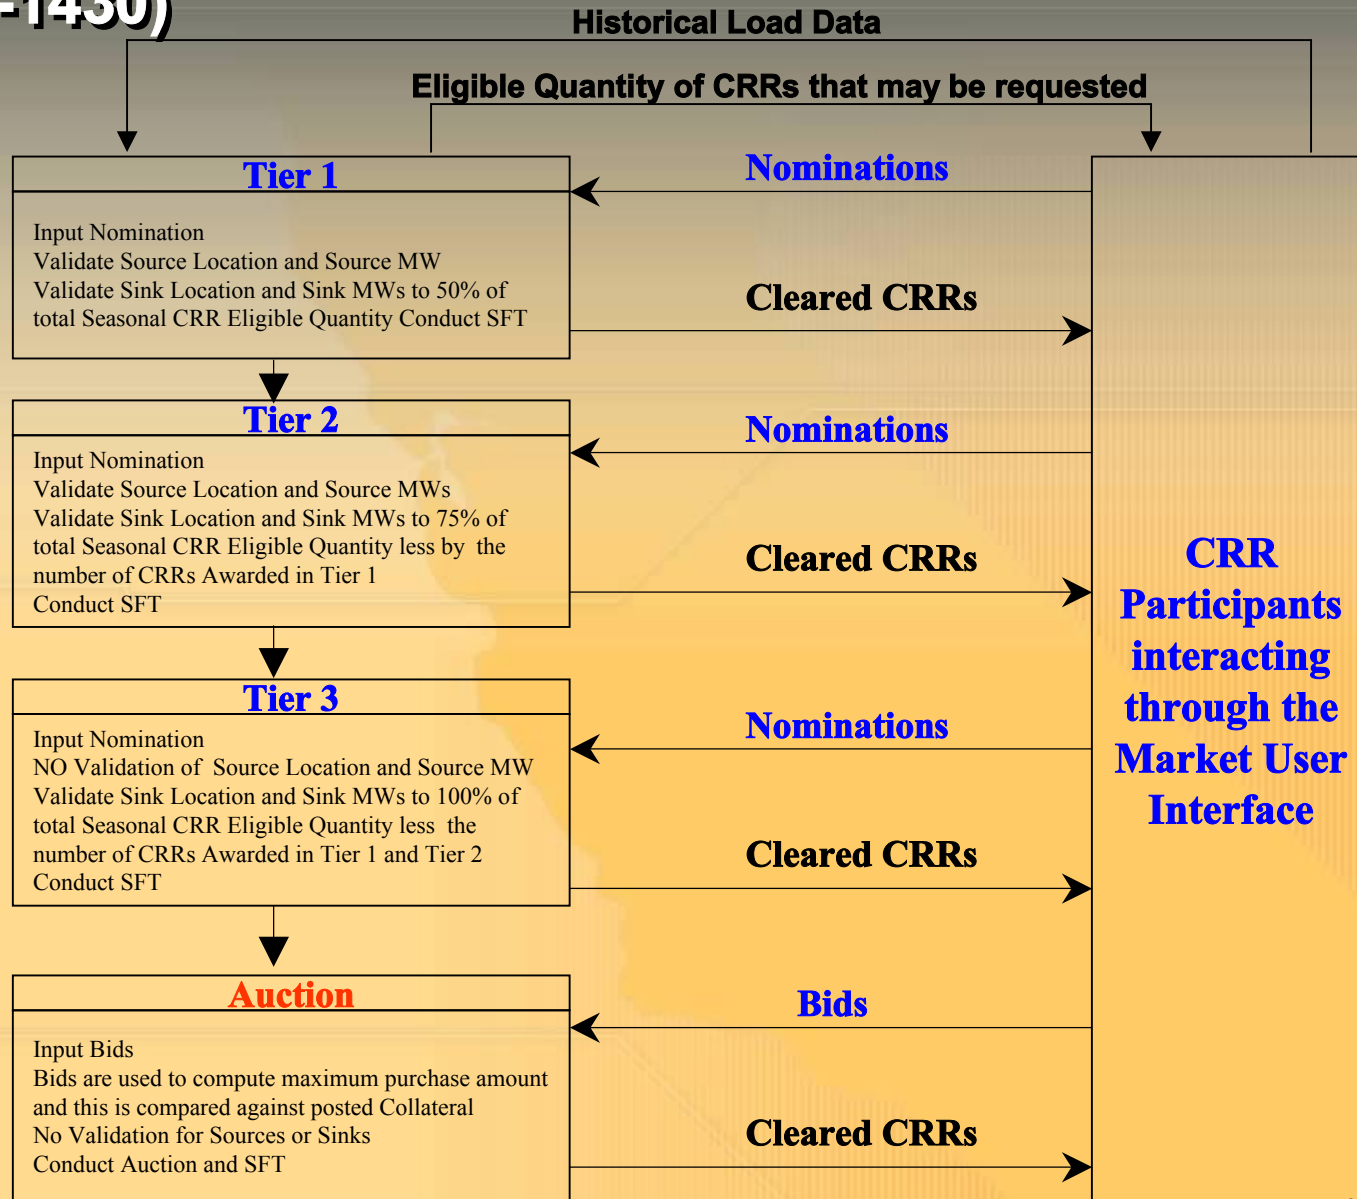 -1430)
Historical Load Data
Eligible Quantity of CRRs that may be requested
Tier 1
Input Nomination
Validate Source Location and Source MW
Validate Sink Location and Sink MWs to 50% of
total Seasonal CRR Eligible Quantity Conduct SFT
Nominations
Cleared CRRs
Tier 2
Input Nomination
Validate Source Location and Source MWs
Validate Sink Location and Sink MWs to 75% of
total Seasonal CRR Eligible Quantity less by  the
number of CRRs Awarded in Tier 1
Conduct SFT
Nominations
Cleared CRRs
Tier 3
Input Nomination
NO Validation of  Source Location and Source MW
Validate Sink Location and Sink MWs to 100% of
total Seasonal CRR Eligible Quantity less  the
number of CRRs Awarded in Tier 1 and Tier 2
Conduct SFT
Nominations
Cleared CRRs
Auction
Input Bids
Bids are used to compute maximum purchase amount
and this is compared against posted Collateral
No Validation for Sources or Sinks
Conduct Auction and SFT
Bids
Cleared CRRs
CRR
Participants
interacting
through the
Market User
Interface